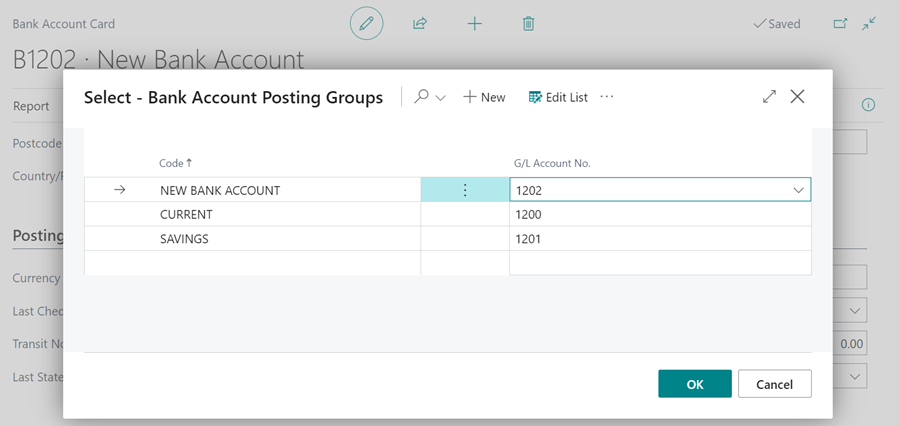 Bank Account Card
Saved
B1202 · New Bank Account
Select - Bank Account Posting Groups
New
Edit List
Report
Postcode
Code
G/L Account No.
Country/
NEW BANK ACCOUNT
1202
CURRENT
1200
SAVINGS
1201
Posting
Currency
Last Chec
Transit No
0.00
Last State
OK
Cancel